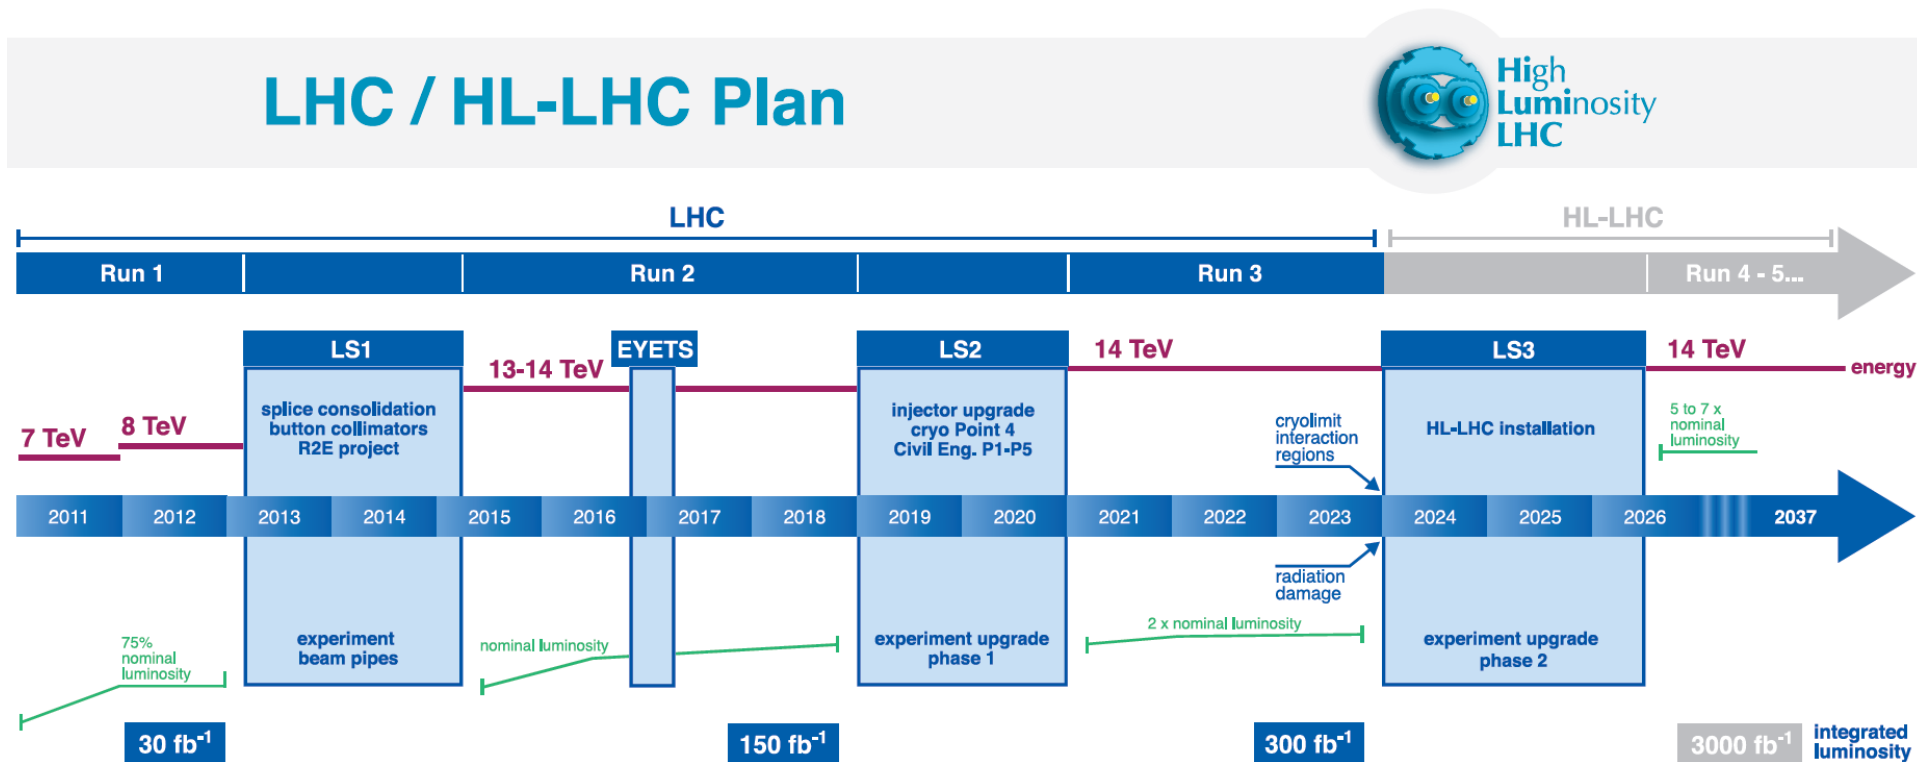 LHC / HL-LHC Plan
High
Luminosity
LHC
LHC
HL-LHC
Run 1
Run 2
Run 3
Run 4 - 5...
LS1
EYETS
LS2
14 TeV
LS3
14 TeV
energy
13-14 TeV
7 TeV
8 TeV
splice consolidation
button collimators
R2E project
injector upgrade
cryo Point 4
Civil Eng. P1-P5
cryolimit
interaction
regions
HL-LHC installation
5 to 7 x
nominal
luminosity
2011
2012
2013
2014
2015
2016
2017
2018
2019
2020
2021
2022
2023
2024
2025
2026
2037
radiation
damage
75%
nominal
luminosity
experiment
beam pipes
nominal luminosity
experiment upgrade
phase 1
2 x nominal luminosity
experiment upgrade
phase 2
30 fb⁻¹
150 fb⁻¹
300 fb⁻¹
3000 fb⁻¹
integrated
luminosity